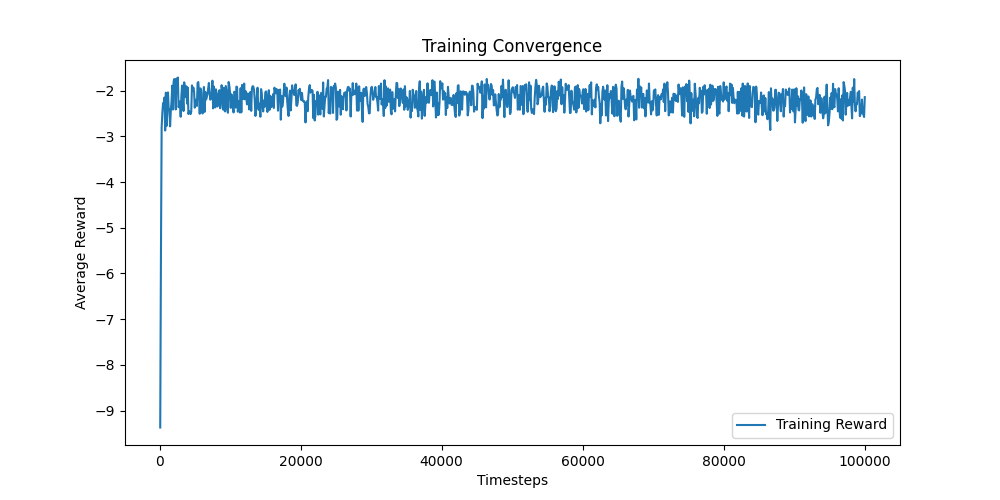 Training Convergence
−2
−3
−4
−5
−6
−7
−8
−9
Average Reward
Training Reward
0 20000 40000 60000 80000 100000
Timesteps